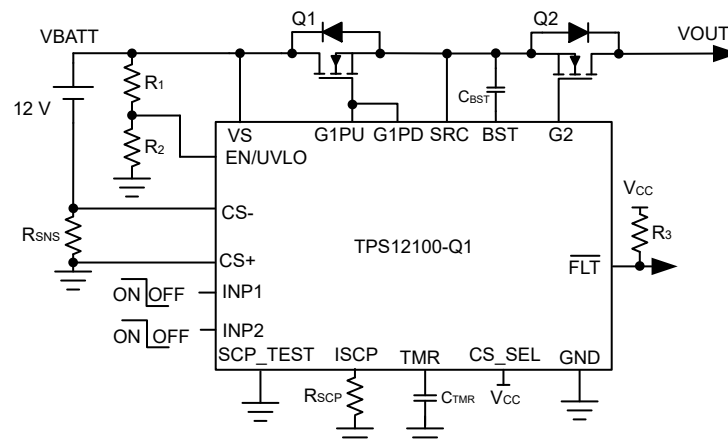 Q1 Q2
VBATT VOUT
R1
CBST
12 V
VS G1PU G1PD SRC BST G2
R2
EN/UVLO
VCC
CS-
RSNS
R3
TPS12100-Q1
CS+
FLT
ON OFF INP1
ON OFF INP2
SCP_TEST ISCP TMR CS_SEL GND
RSCP CTMR VCC